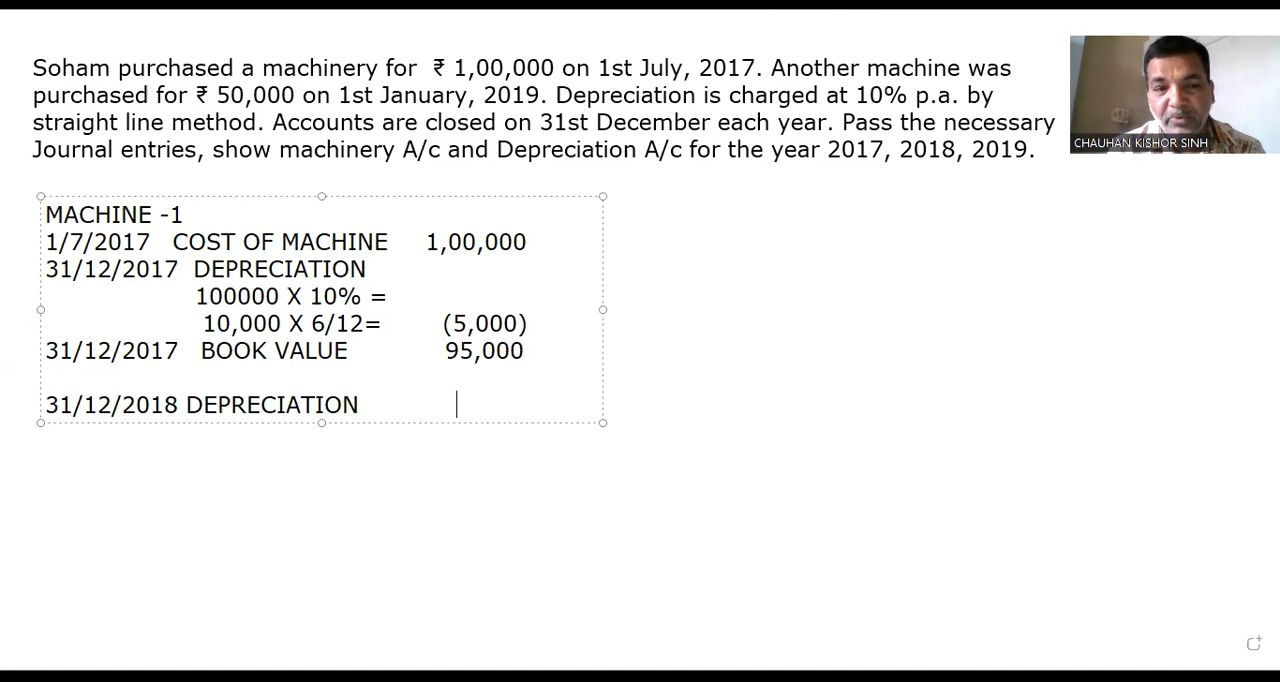 Soham purchased a machinery for ₹ 1,00,000 on 1st July, 2017. Another machine was
purchased for ₹ 50,000 on 1st January, 2019. Depreciation is charged at 10% p.a. by
straight line method. Accounts are closed on 31st December each year. Pass the necessary
Journal entries, show machinery A/c and Depreciation A/c for the year 2017, 2018, 2019.
CHAUHAN KISHOR SINH
MACHINE -1
1/7/2017 COST OF MACHINE 1,00,000
31/12/2017 DEPRECIATION
100000 X 10% =
10,000 X 6/12= (5,000)
31/12/2017 BOOK VALUE 95,000
31/12/2018 DEPRECIATION